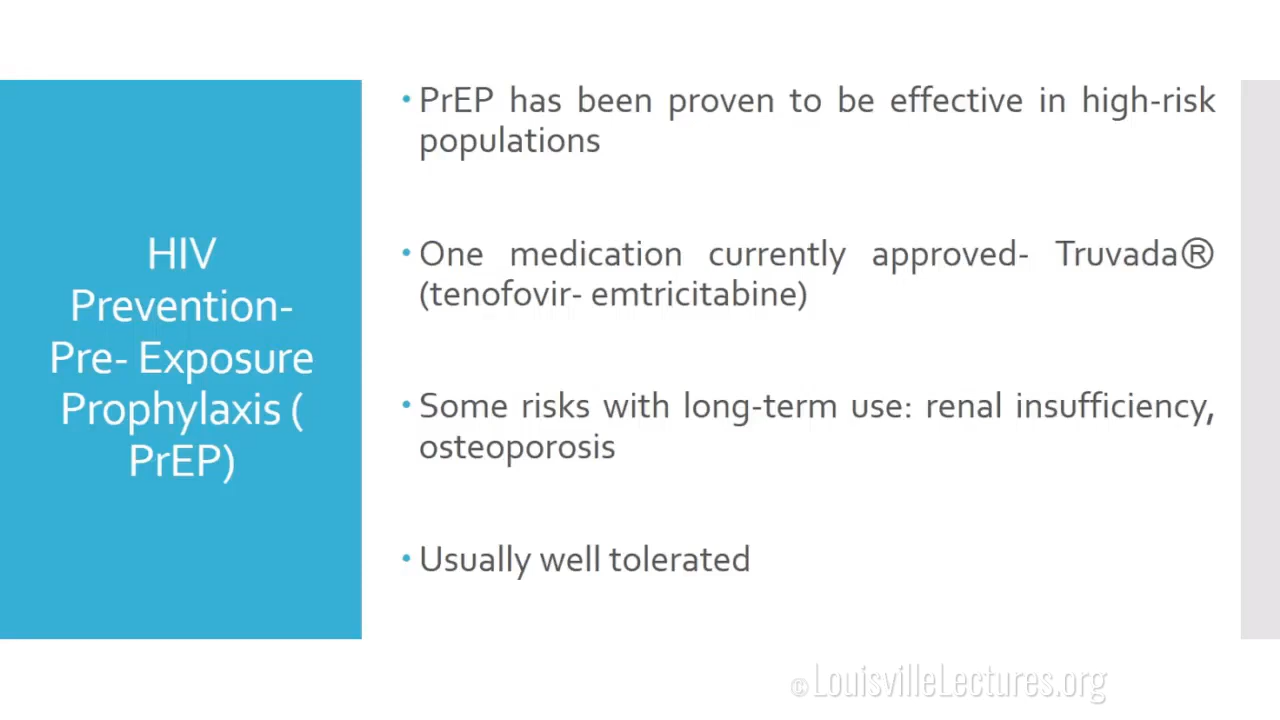 HIV
Prevention-
Pre- Exposure
Prophylaxis (
PrEP)
• PrEP has been proven to be effective in high-risk
populations
• One medication currently approved- Truvada®
(tenofovir- emtricitabine)
• Some risks with long-term use: renal insufficiency,
osteoporosis
• Usually well tolerated
©LouisvilleLectures.org